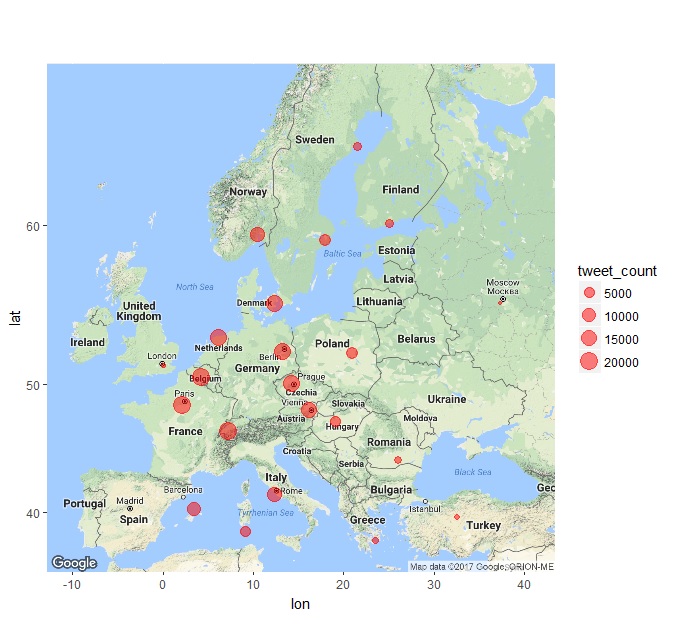 60
50
40
lat
-10
0
10
20
30
40
lon
Sweden
Norway
Finland
Baltic Sea
Estonia
North Sea
Latvia
Moscow
Москва
Denmark
Lithuania
United
Kingdom
Ireland
Netherlands
Poland
Belarus
London
Berlin
Germany
Belgium
Prague
Czechia
Paris
Ukraine
Vienna
Slovakia
Austria
Moldova
France
Hungary
Romania
Croatia
Serbia
Black Sea
Italy
Barcelona
Rome
Bulgaria
Geo
Portugal
Madrid
Istanbul
Spain
Tyrrhenian Sea
Greece
Turkey
Google
Map data ©2017 Google, ORION-ME
tweet_count
5000
10000
15000
20000